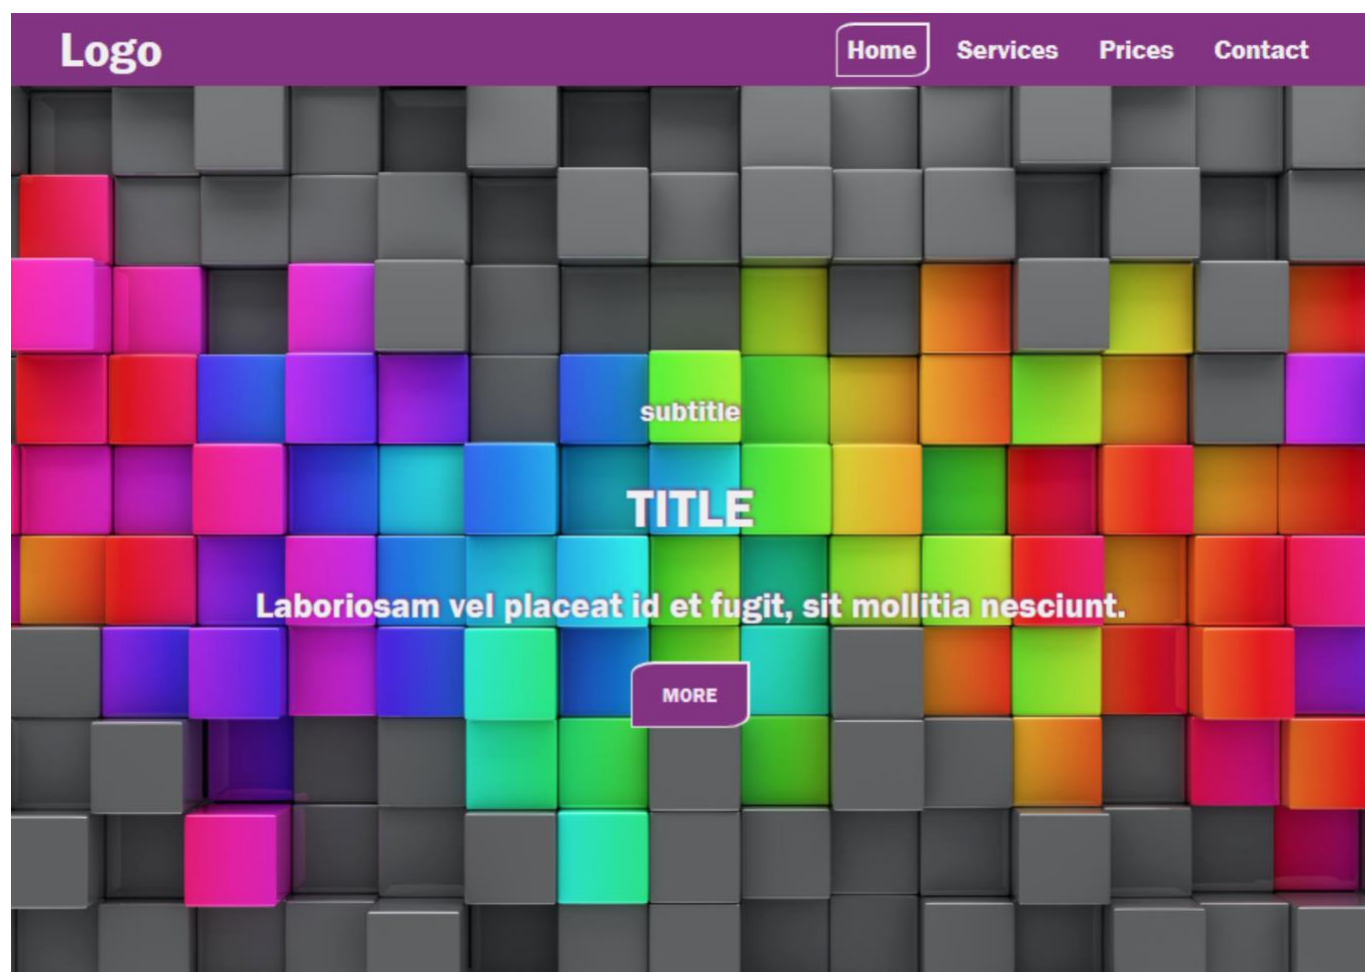 Logo
Home Services Prices Contact
subtitle
TITLE
Laboriosam vel placeat id et fugit, sit mollitia nesciunt.
MORE